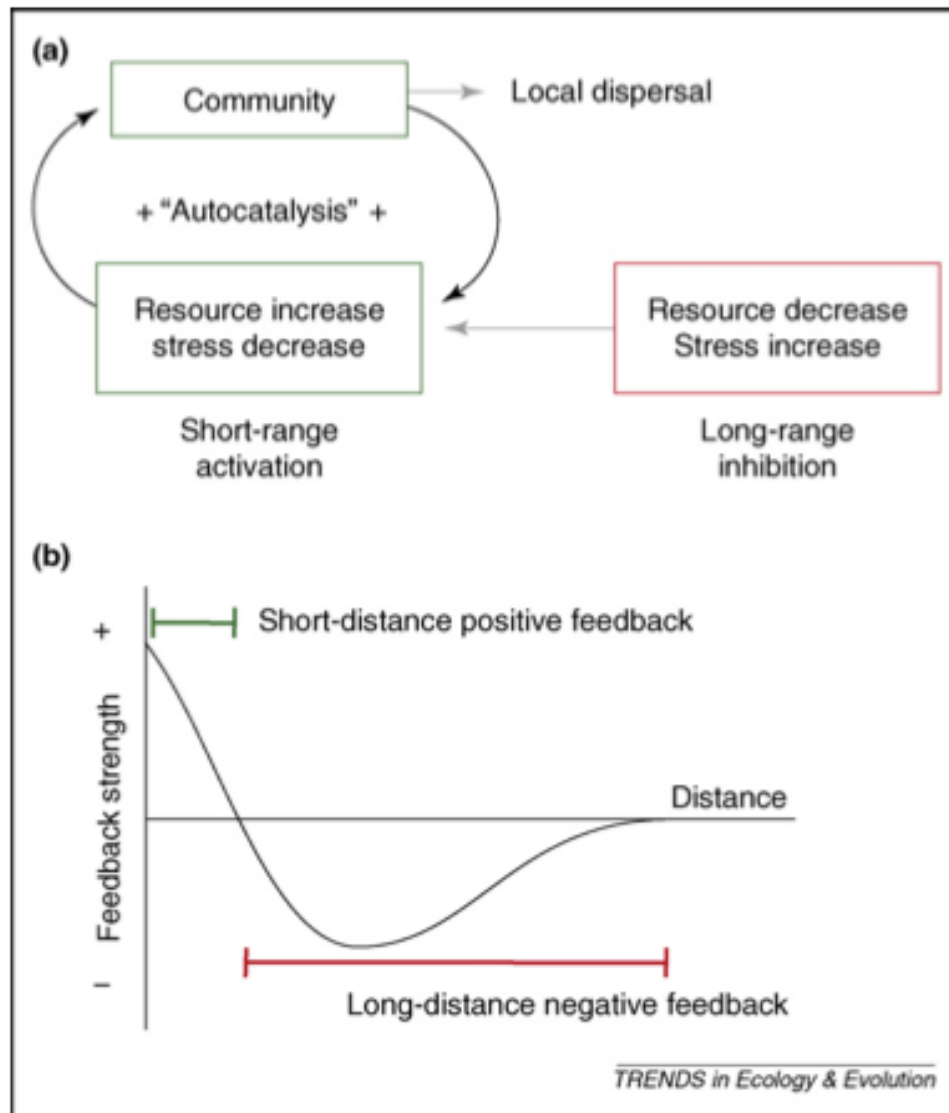 (a)
Community
Local dispersal
+ “Autocatalysis” +
Resource increase
stress decrease
Resource decrease
Stress increase
Short-range
activation
Long-range
inhibition
(b)
+
Short-distance positive feedback
Feedback strength
Distance
–
Long-distance negative feedback
TRENDS in Ecology & Evolution